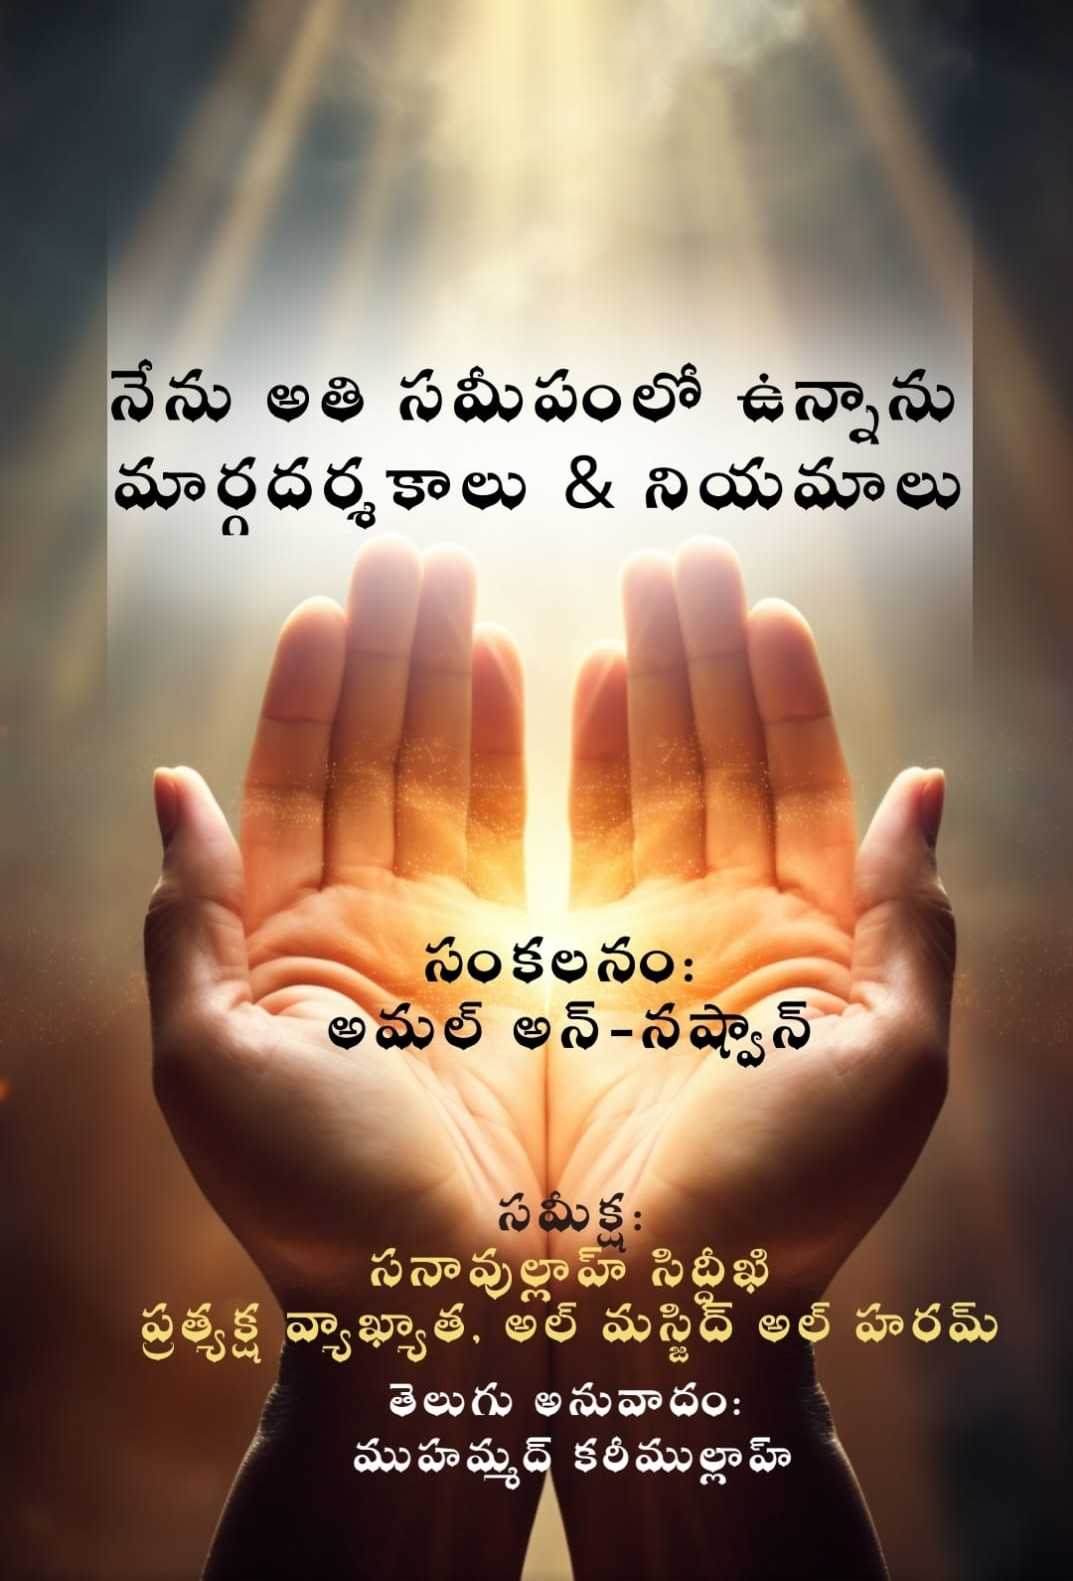 నేను అతి సమీపంలో ఉన్నాను
మార్గదర్శకాలు & నియమాలు
సంకలనం:
అమల్ అన్-నష్వాన్
సమీక్ష:
సనావుల్లాహ్ సిద్ధీఖి
ప్రత్యక్ష వ్యాఖ్యాత, అల్ మస్జిద్ అల్ హరమ్
తెలుగు అనువాదం:
ముహమ్మద్ కరీముల్లాహ్